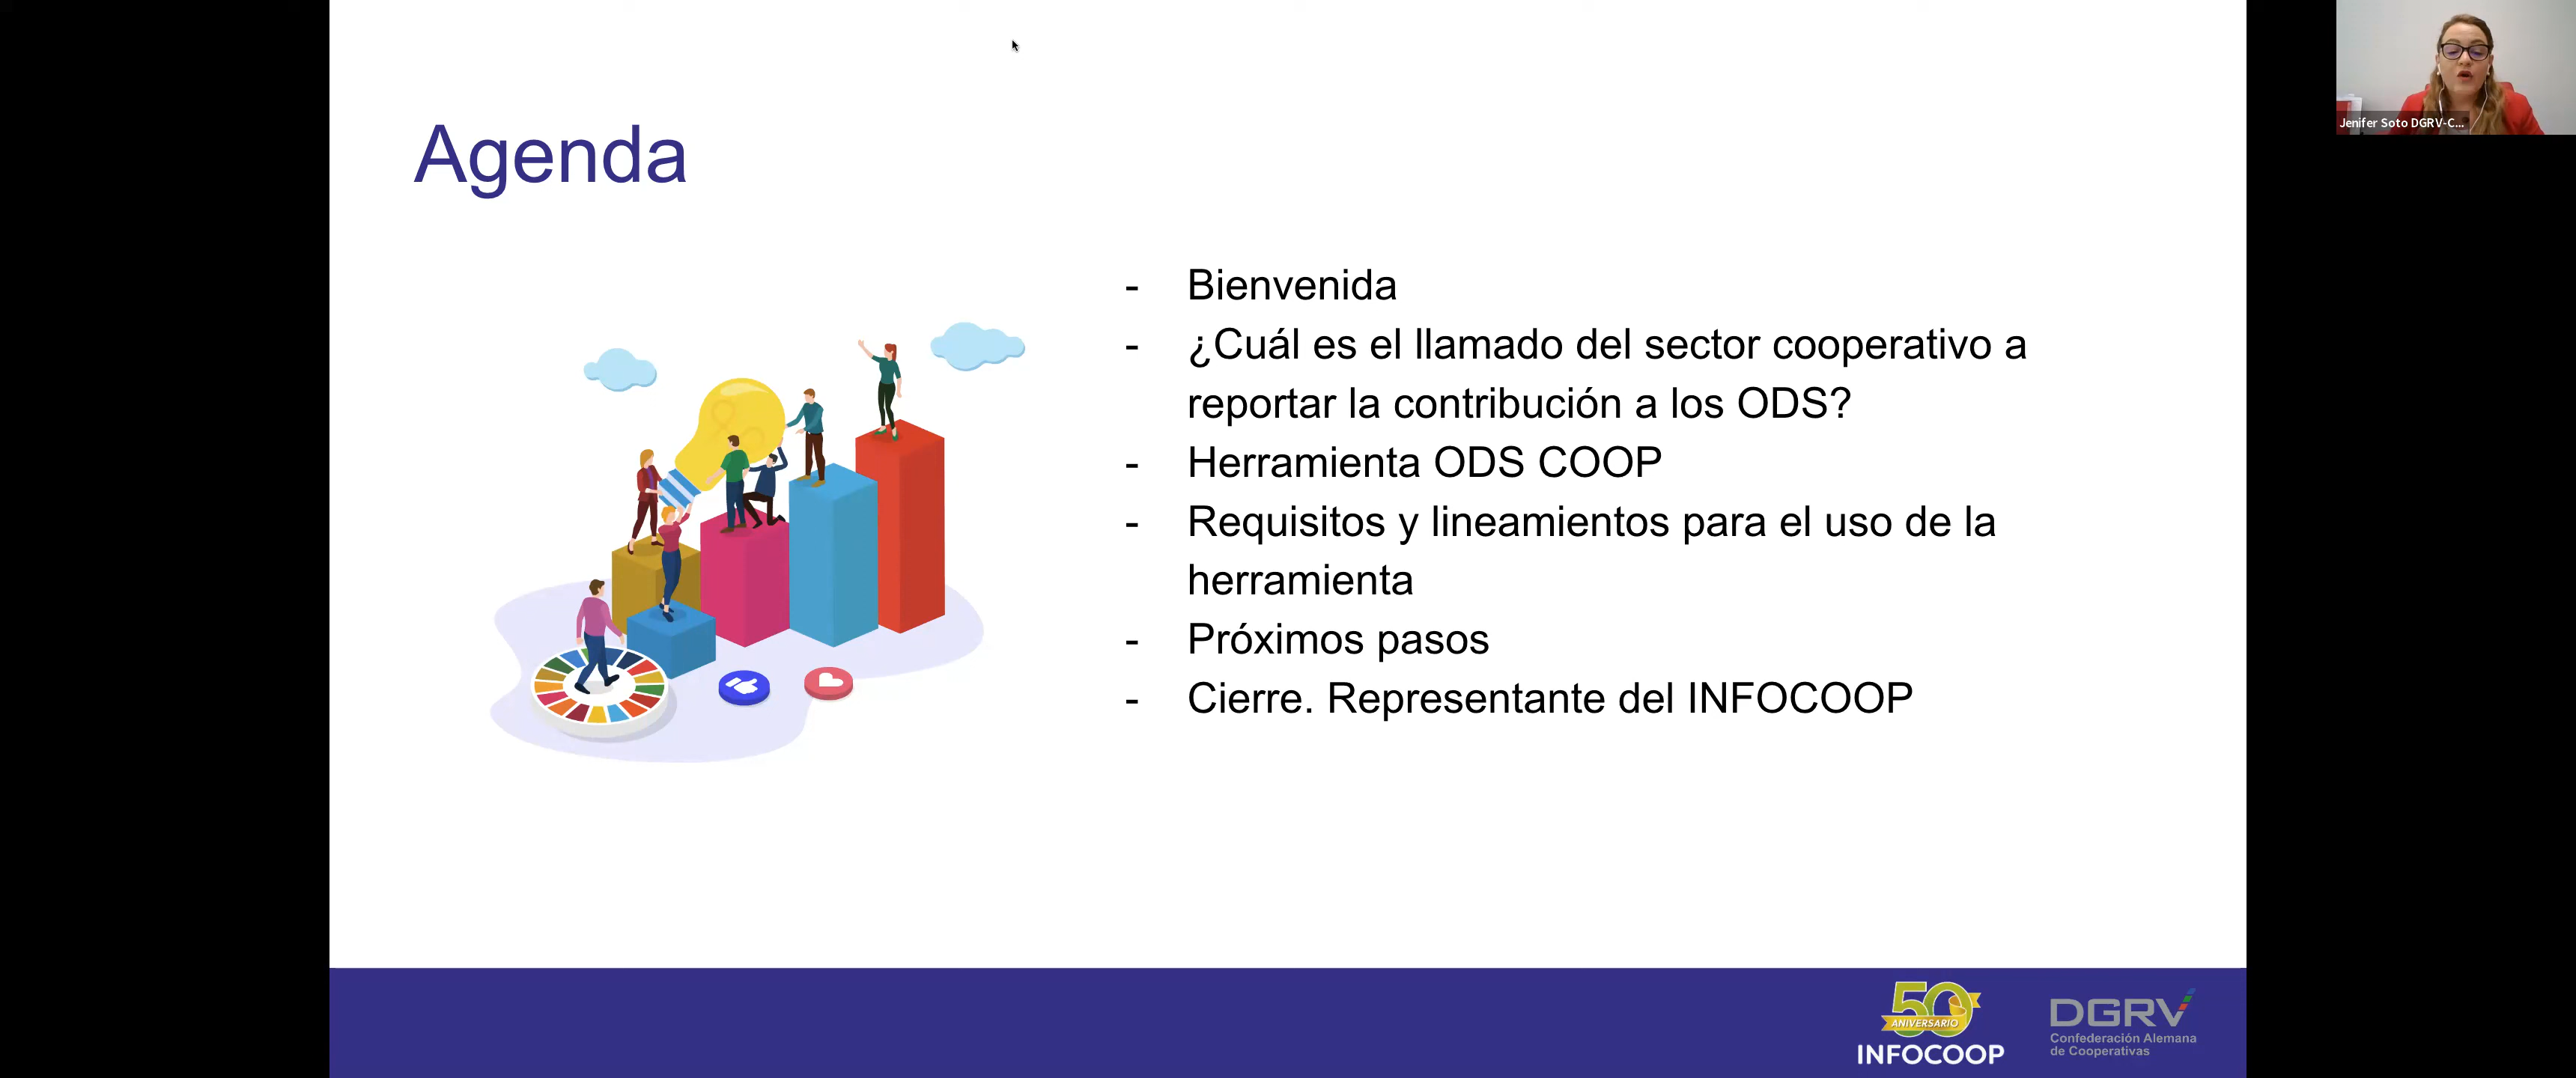 Agenda
- Bienvenida
- ¿Cuál es el llamado del sector cooperativo a
reportar la contribución a los ODS?
- Herramienta ODS COOP
- Requisitos y lineamientos para el uso de la
herramienta
- Próximos pasos
- Cierre. Representante del INFOCOOP
Jenifer Soto DGRV-C...
50
ANIVERSARIO
INFOCOOP
DGRV
Confederación Alemana
de Cooperativas